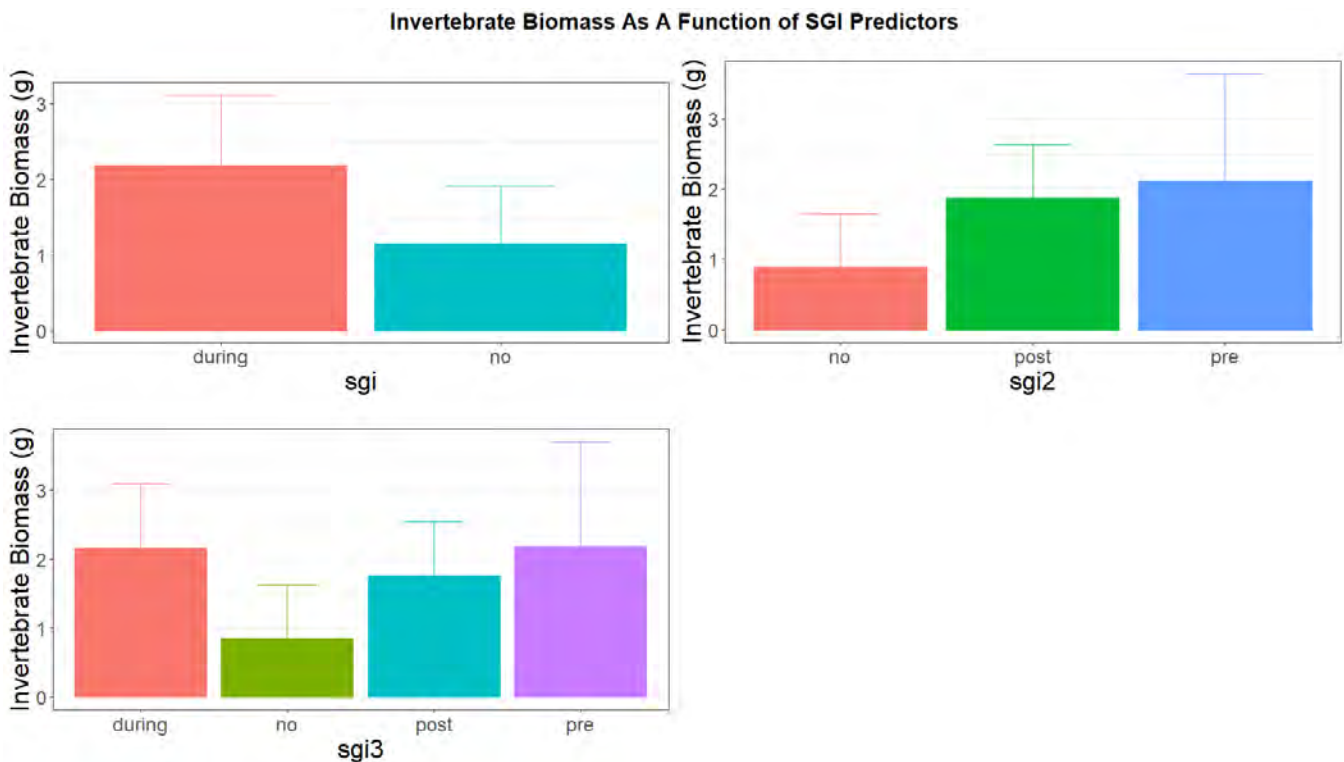 Invertebrate Biomass As A Function of SGI Predictors
Invertebrate Biomass (g)
3
2
1
0
during no
sgi
Invertebrate Biomass (g)
3
2
1
0
no post pre
sgi2
Invertebrate Biomass (g)
3
2
1
0
during no post pre
sgi3